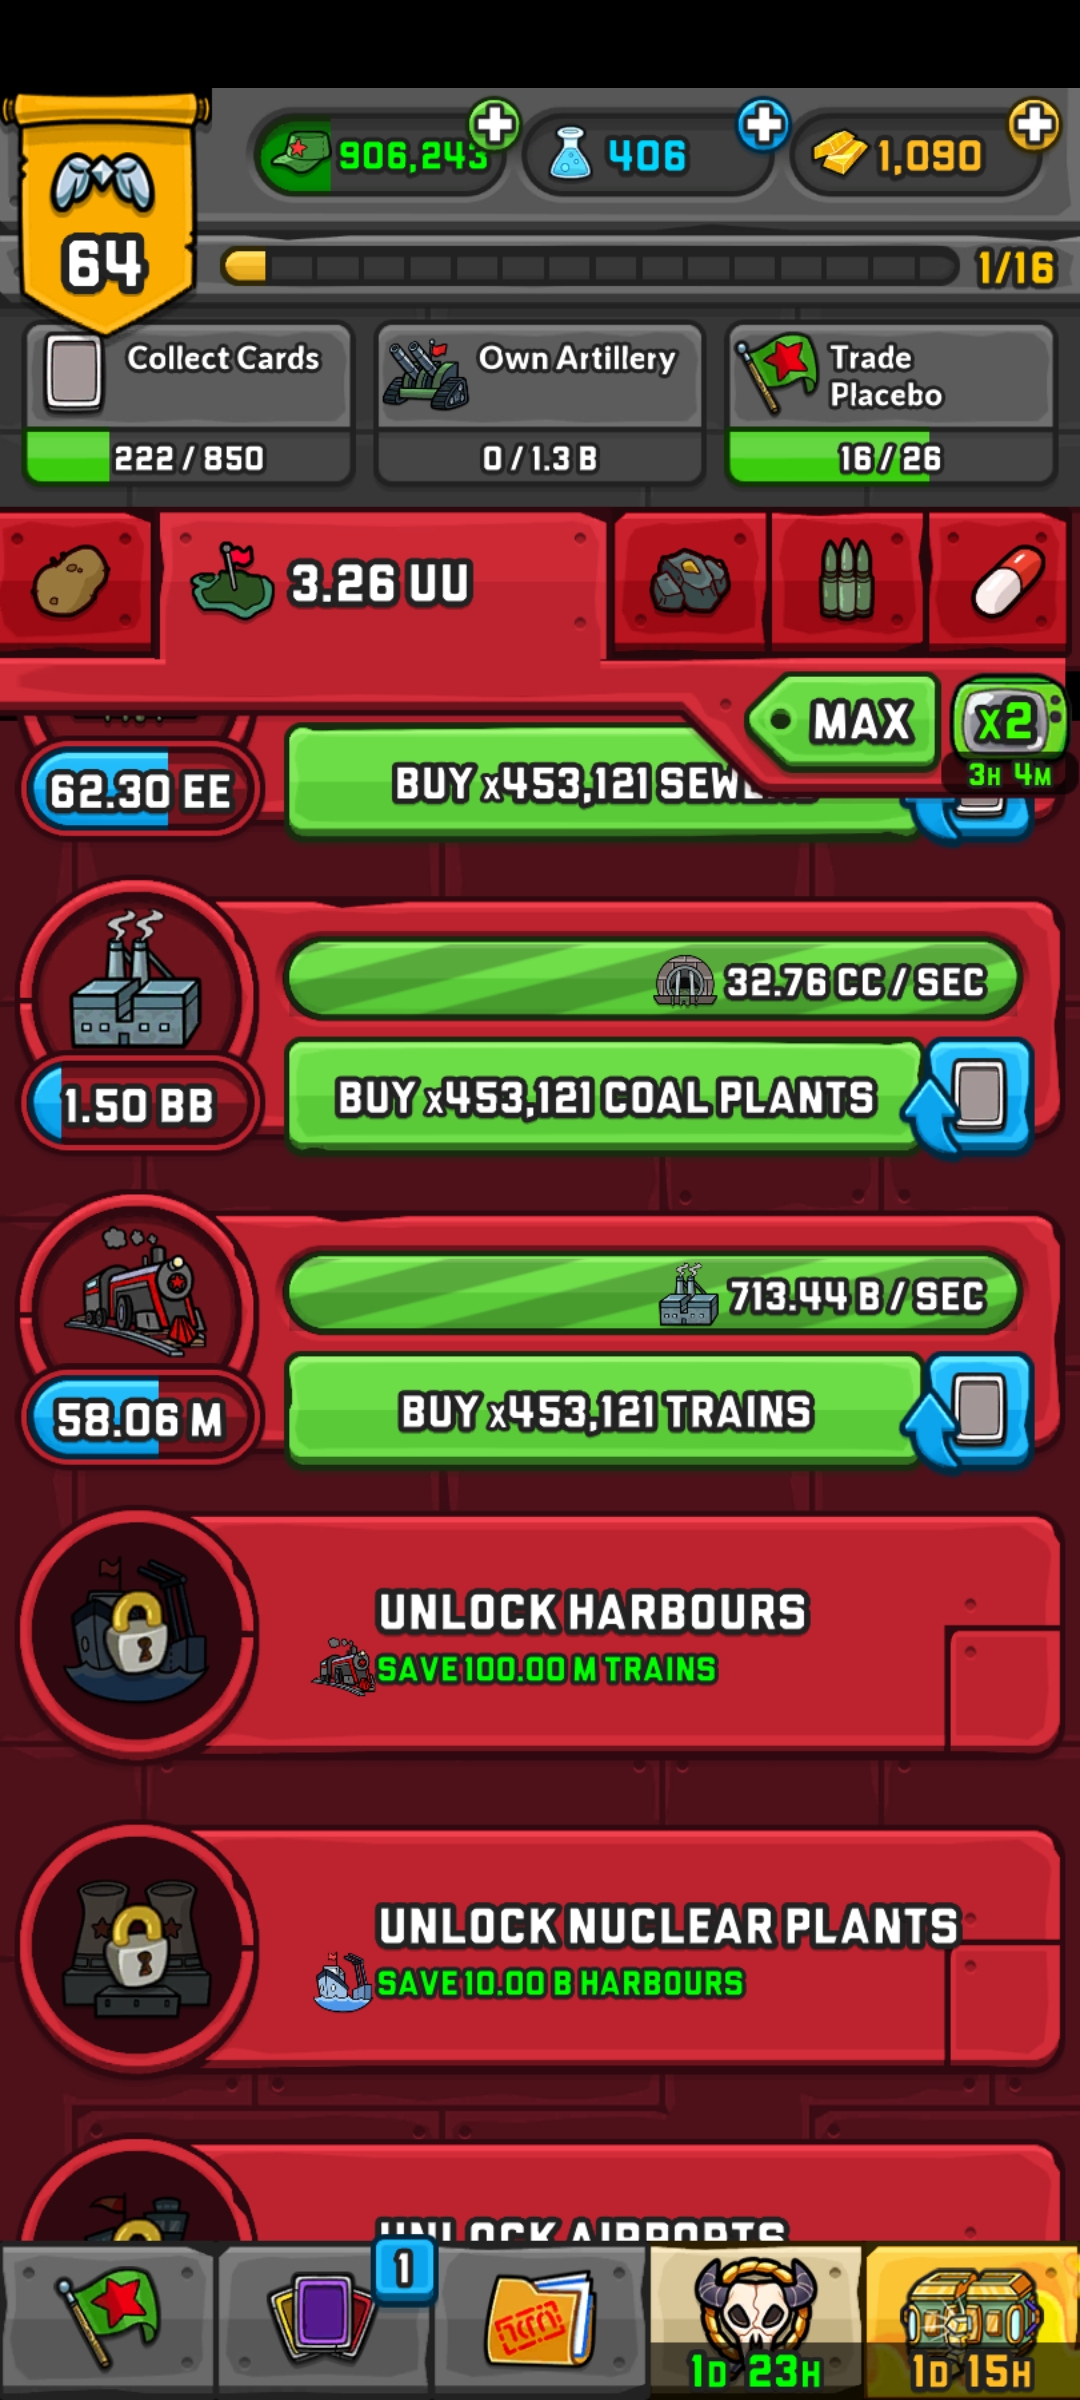 906,243
406
1,090
64
1/16
Collect Cards
222 / 850
Own Artillery
0 / 1.3 B
Trade
Placebo
16 / 26
3.26 UU
MAX
x2
3H 4M
62.30 EE
BUY x453,121
32.76 CC / SEC
1.50 BB
BUY x453,121 COAL PLANTS
713.44 B / SEC
58.06 M
BUY x453,121 TRAINS
UNLOCK HARBOURS
SAVE 100.00 M TRAINS
UNLOCK NUCLEAR PLANTS
SAVE 10.00 B HARBOURS
UNLOCK AIRPORTS
1
1D 23H
1D 15H